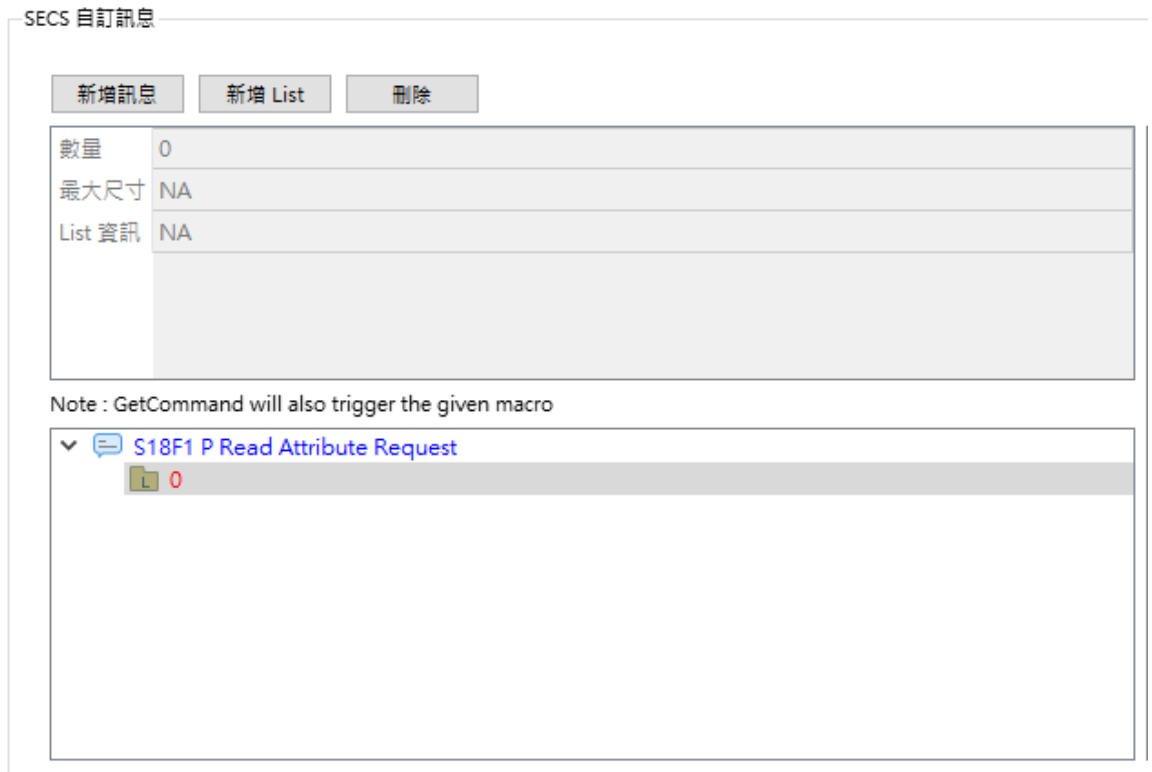 SECS 自訂訊息
新增訊息 新增 List 刪除
數量 0
最大尺寸 NA
List 資訊 NA
Note : GetCommand will also trigger the given macro
S18F1 P Read Attribute Request
L 0